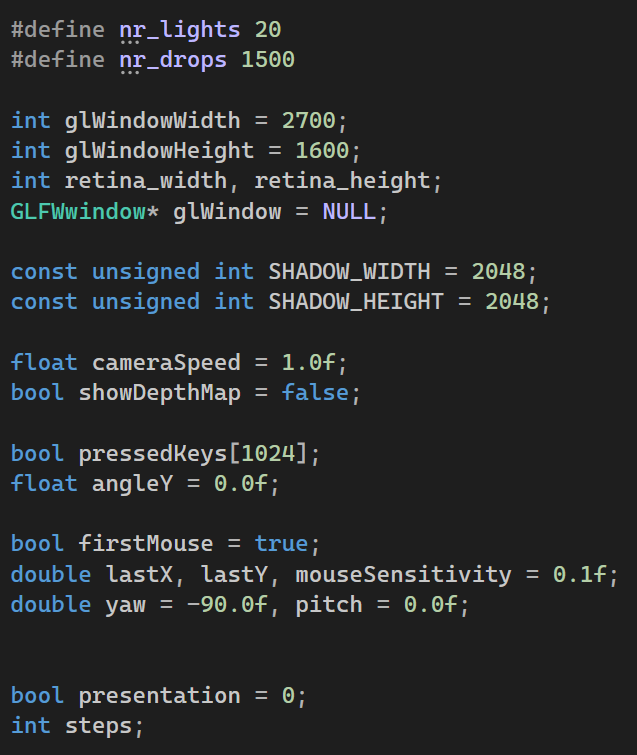 #define nr_lights 20
#define nr_drops 1500
int glWindowWidth = 2700;
int glWindowHeight = 1600;
int retina_width, retina_height;
GLFWwindow* glWindow = NULL;
const unsigned int SHADOW_WIDTH = 2048;
const unsigned int SHADOW_HEIGHT = 2048;
float cameraSpeed = 1.0f;
bool showDepthMap = false;
bool pressedKeys[1024];
float angleY = 0.0f;
bool firstMouse = true;
double lastX, lastY, mouseSensitivity = 0.1f;
double yaw = -90.0f, pitch = 0.0f;
bool presentation = 0;
int steps;